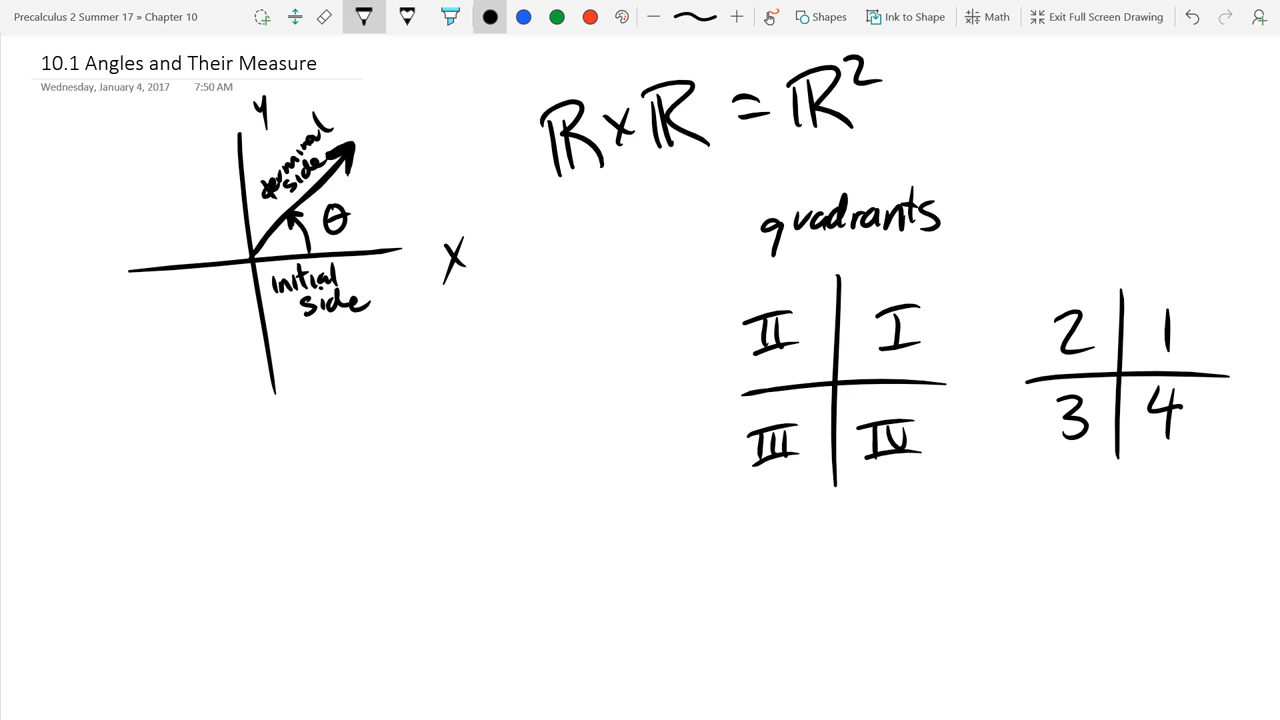 Precalculus 2 Summer 17 » Chapter 10
Shapes
Ink to Shape
Math
Exit Full Screen Drawing
10.1 Angles and Their Measure
Wednesday, January 4, 2017 7:50 AM
y
terminal
side
θ
x
initial
side
ℝ×ℝ = ℝ²
quadrants
II I
III IV
2 1
3 4